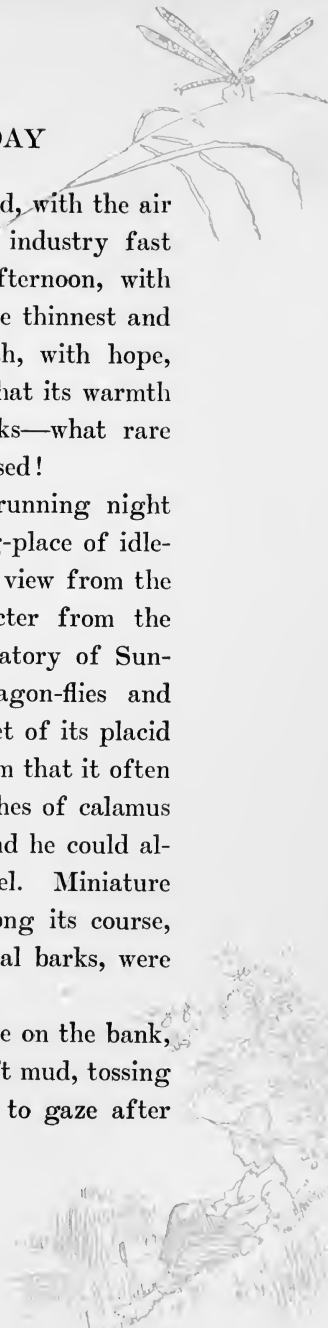 DAY
d, with the air
industry fast
fternoon, with
e thinnest and
h, with hope,
hat its warmth
ks—what rare
sed!
running night
g-place of idle-
view from the
cter from the
atory of Sun-
agon-flies and
et of its placid
m that it often
hes of calamus
nd he could al-
el. Miniature
ong its course,
al barks, were
e on the bank,
't mud, tossing
to gaze after